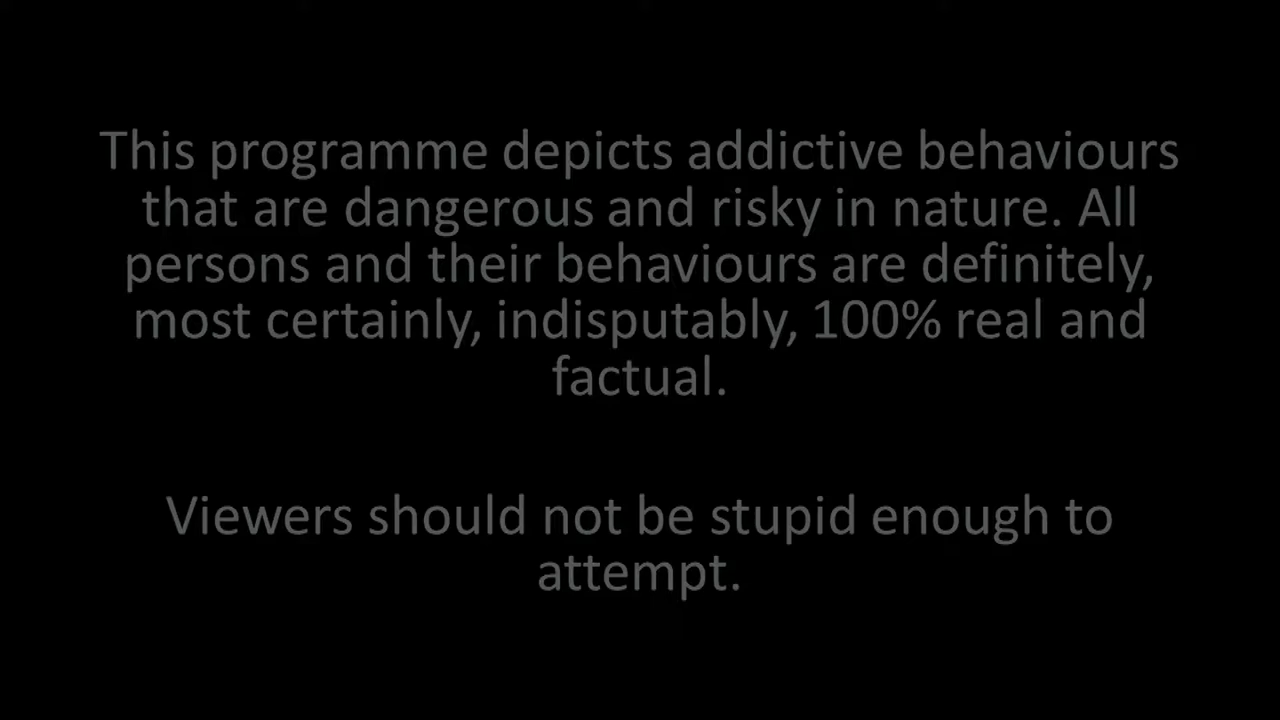 This programme depicts addictive behaviours
that are dangerous and risky in nature. All
persons and their behaviours are definitely,
most certainly, indisputably, 100% real and
factual.
Viewers should not be stupid enough to
attempt.